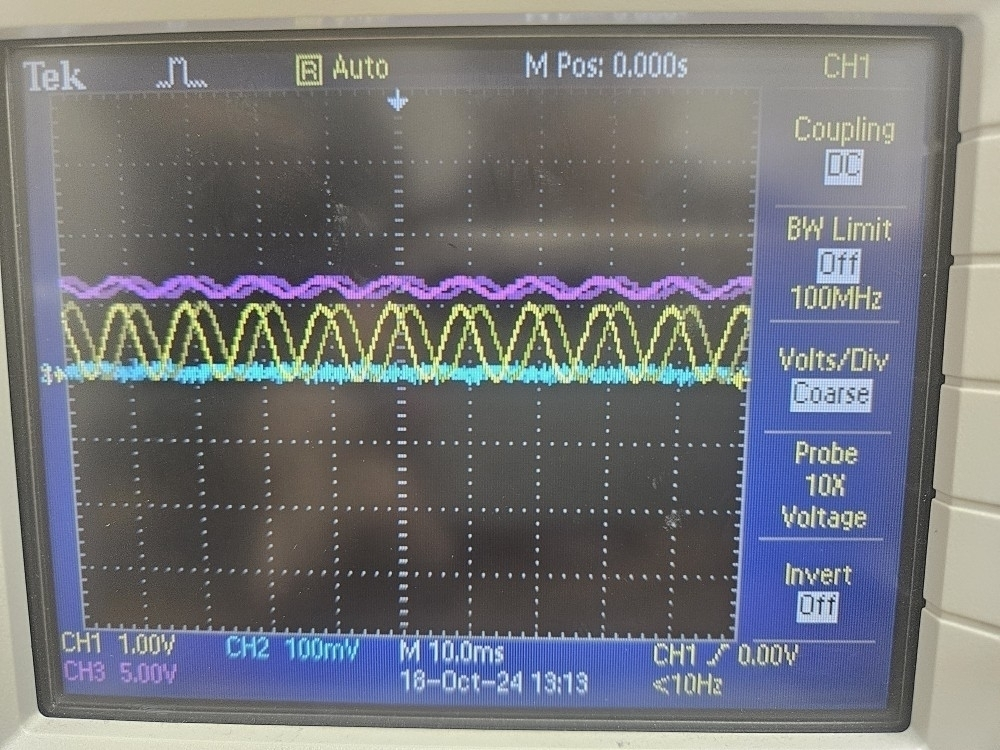 Tek R Auto M Pos: 0.000s CH1
Coupling
DC
BW Limit
Off
100MHz
Volts/Div
Coarse
Probe
10X
Voltage
Invert
Off
CH1 1.00V CH2 100mV M 10.0ms CH1 0.00V
CH3 5.00V 18-Oct-24 13:13 <10Hz